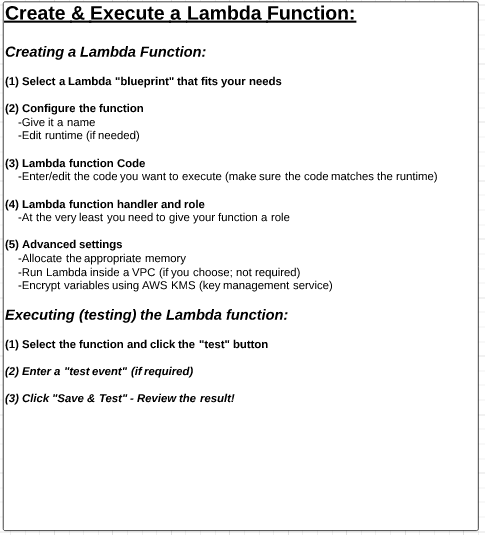 Create & Execute a Lambda Function:
Creating a Lambda Function:
(1) Select a Lambda "blueprint" that fits your needs
(2) Configure the function
-Give it a name
-Edit runtime (if needed)
(3) Lambda function Code
-Enter/edit the code you want to execute (make sure the code matches the runtime)
(4) Lambda function handler and role
-At the very least you need to give your function a role
(5) Advanced settings
-Allocate the appropriate memory
-Run Lambda inside a VPC (if you choose; not required)
-Encrypt variables using AWS KMS (key management service)
Executing (testing) the Lambda function:
(1) Select the function and click the "test" button
(2) Enter a "test event" (if required)
(3) Click "Save & Test" - Review the result!